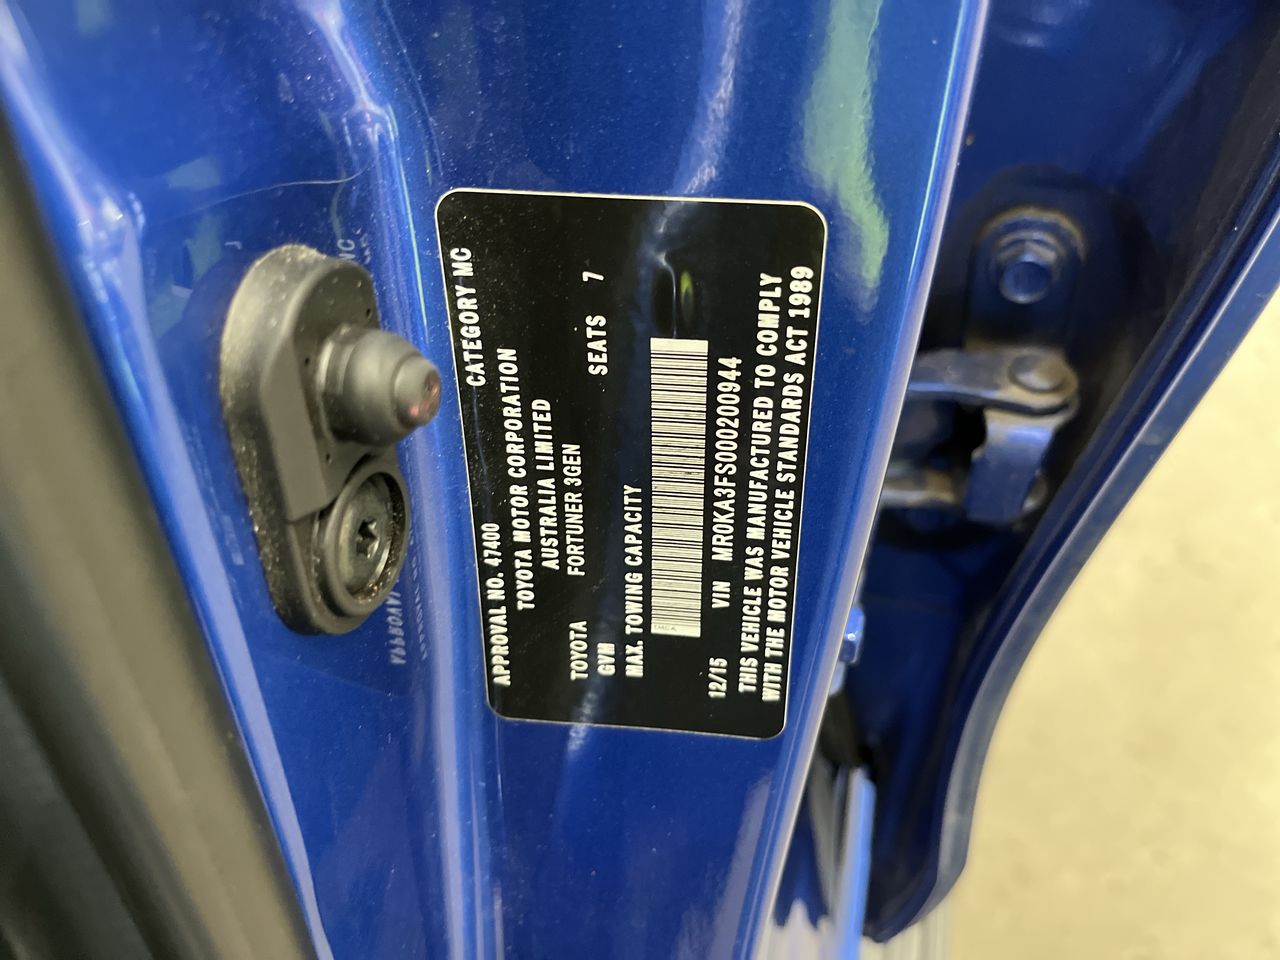 APPROVAL NO. 47400 CATEGORY MC
TOYOTA MOTOR CORPORATION
AUSTRALIA LIMITED
TOYOTA FORTUNER 3GEN
GVM SEATS 7
MAX. TOWING CAPACITY
TMCA
12/15 VIN MR0KA3FS000200944
THIS VEHICLE WAS MANUFACTURED TO COMPLY
WITH THE MOTOR VEHICLE STANDARDS ACT 1989